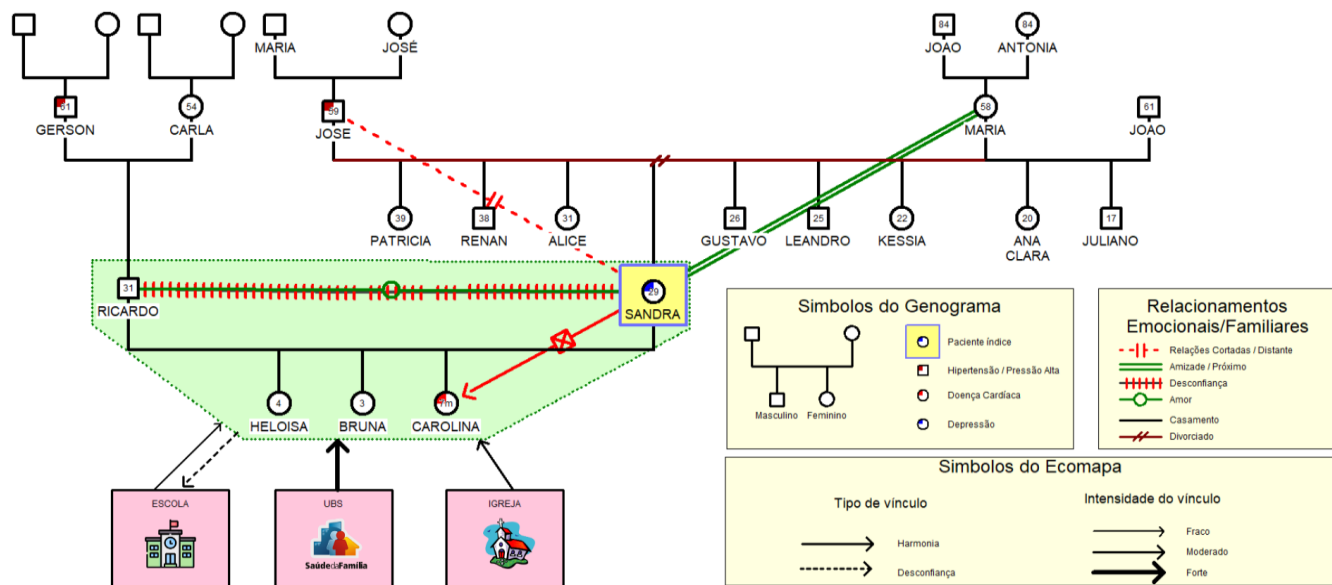 84
84
MARIA
JOSÉ
JOAO
ANTONIA
61
54
59
58
61
GERSON
CARLA
JOSE
MARIA
JOAO
39
38
31
26
25
22
20
17
PATRICIA
RENAN
ALICE
GUSTAVO
LEANDRO
KESSIA
ANA
CLARA
JULIANO
31
29
RICARDO
SANDRA
4
3
7m
HELOISA
BRUNA
CAROLINA
ESCOLA
UBS
IGREJA
SaúdedaFamília
Simbolos do Genograma
Masculino
Feminino
Paciente índice
Hipertensão / Pressão Alta
Doença Cardíaca
Depressão
Relacionamentos
Emocionais/Familiares
Relações Cortadas / Distante
Amizade / Próximo
Desconfiança
Amor
Casamento
Divorciado
Simbolos do Ecomapa
Tipo de vínculo
Harmonia
Desconfiança
Intensidade do vínculo
Fraco
Moderado
Forte